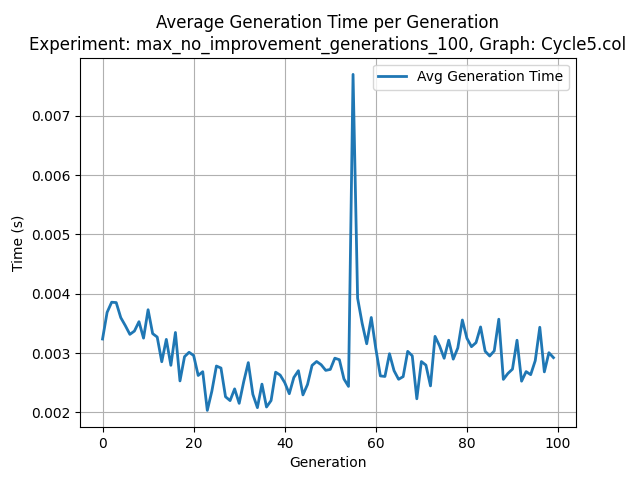 Average Generation Time per Generation
Experiment: max_no_improvement_generations_100, Graph: Cycle5.col
Avg Generation Time
0.007
0.006
0.005
0.004
0.003
0.002
Time (s)
0 20 40 60 80 100
Generation